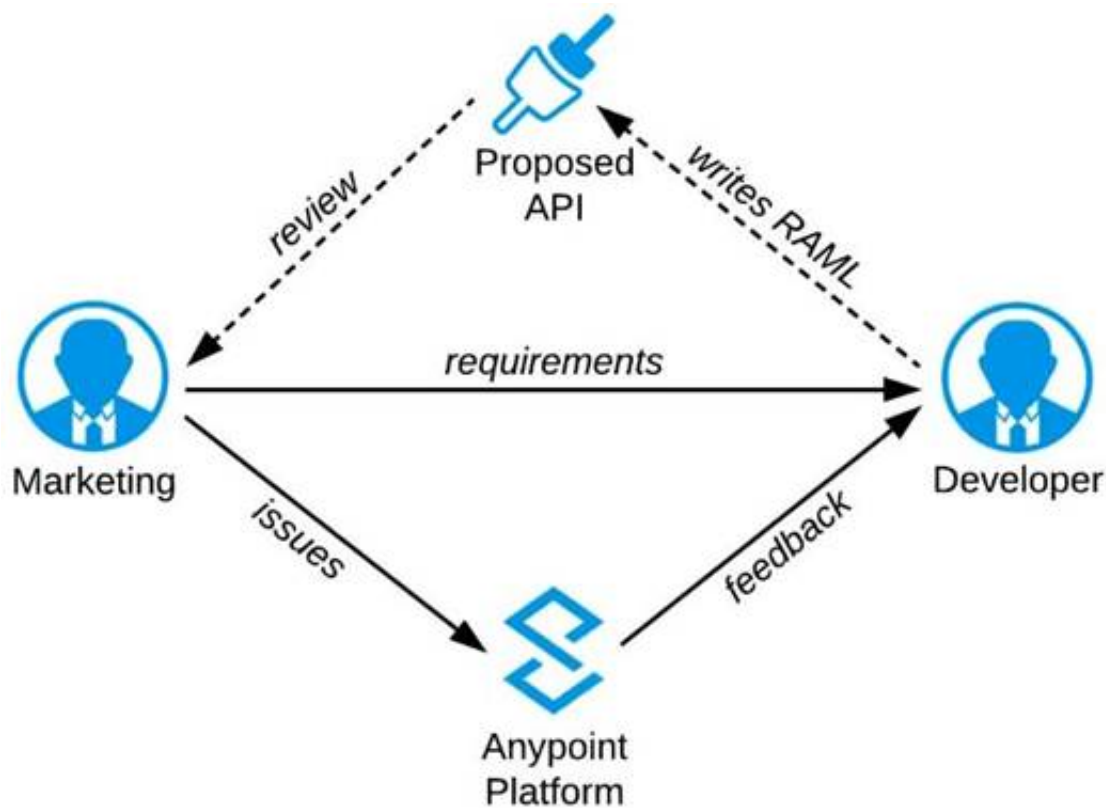 Proposed
API
review
writes RAML
requirements
Marketing
Developer
issues
feedback
Anypoint
Platform